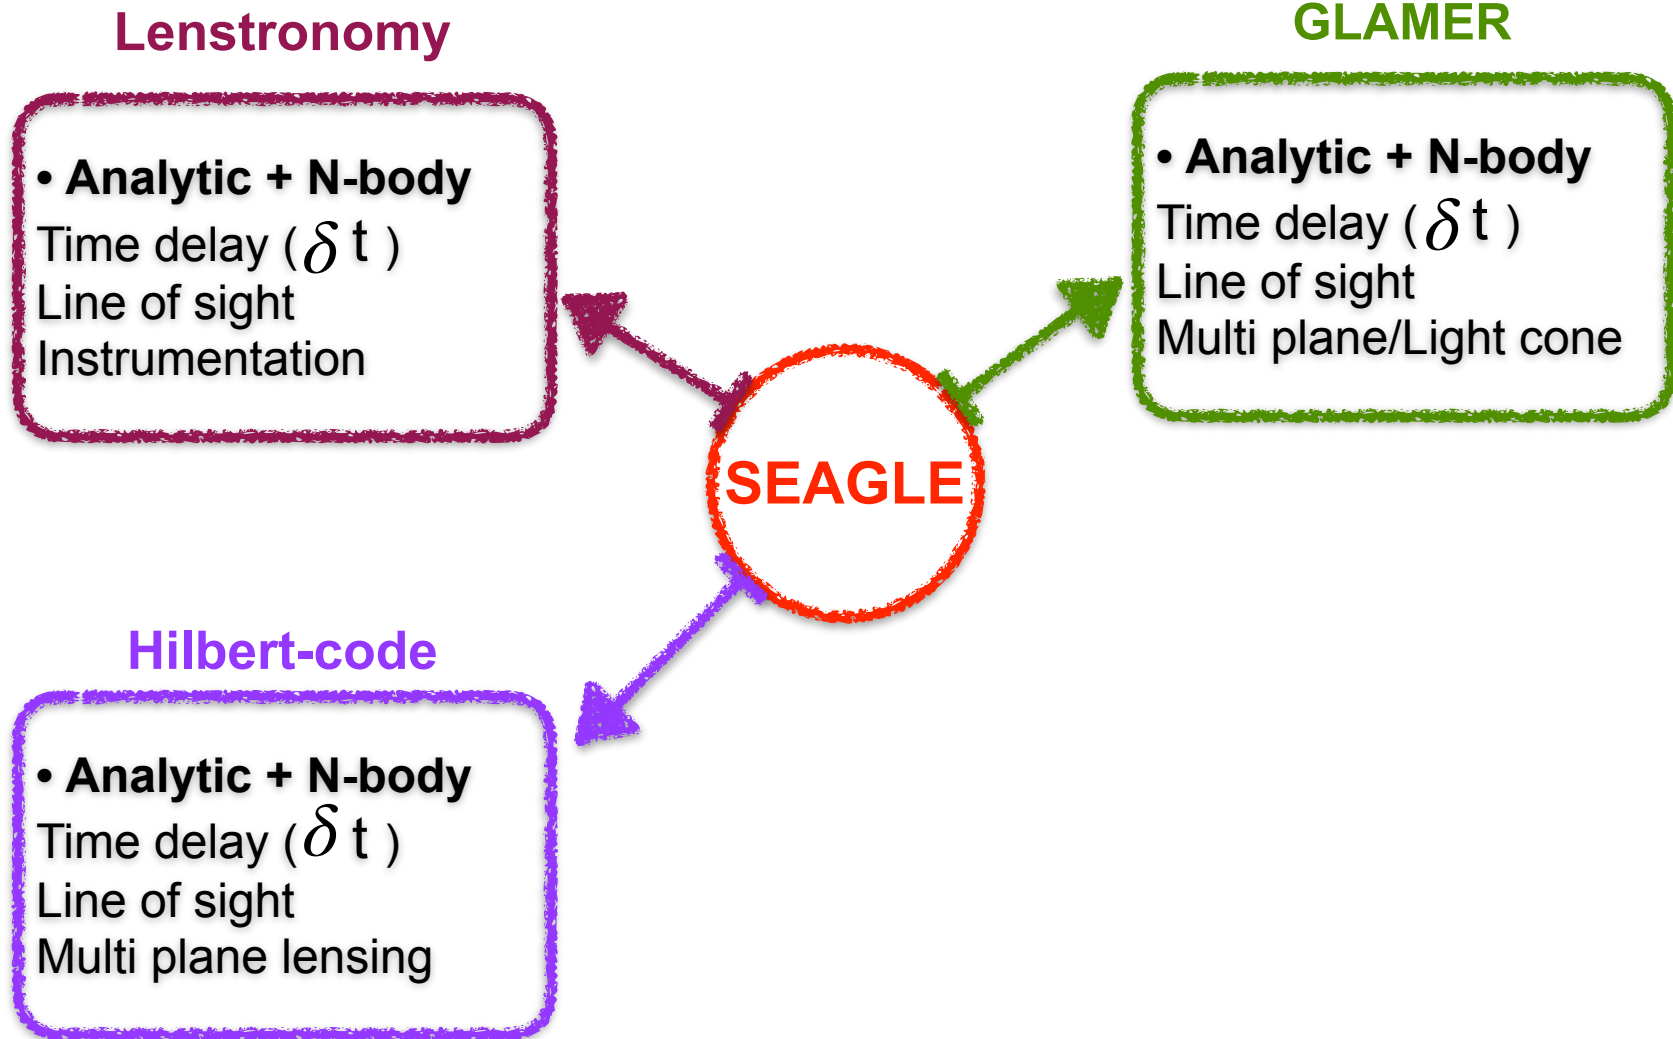 Lenstronomy
• Analytic + N-body
Time delay ( δ t )
Line of sight
Instrumentation
GLAMER
• Analytic + N-body
Time delay ( δ t )
Line of sight
Multi plane/Light cone
SEAGLE
Hilbert-code
• Analytic + N-body
Time delay ( δ t )
Line of sight
Multi plane lensing